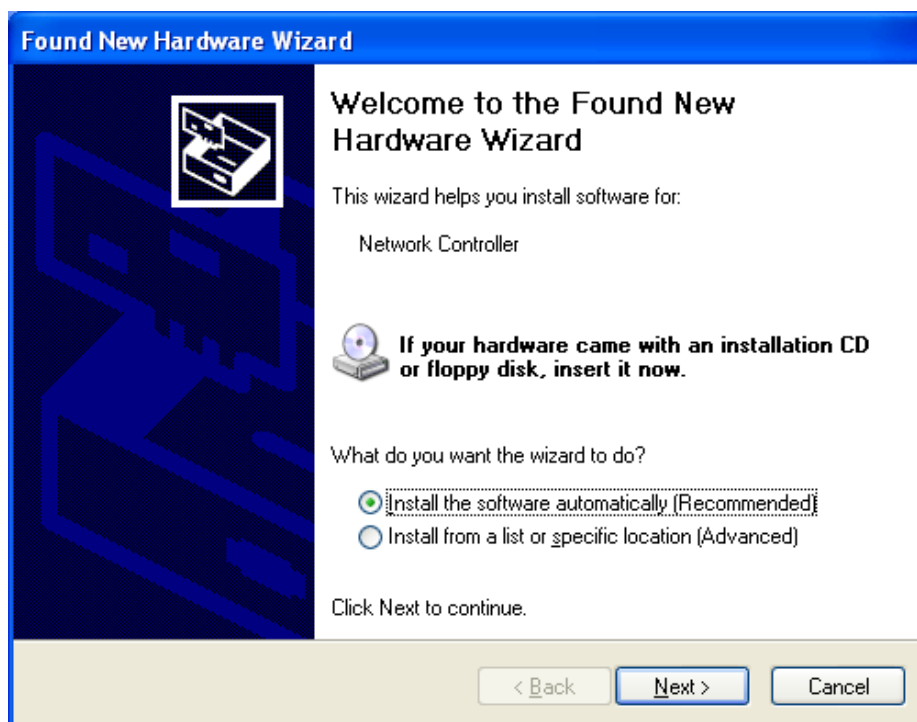 Found New Hardware Wizard
Welcome to the Found New
Hardware Wizard
This wizard helps you install software for:
Network Controller
If your hardware came with an installation CD
or floppy disk, insert it now.
What do you want the wizard to do?
Install the software automatically (Recommended)
Install from a list or specific location (Advanced)
Click Next to continue.
< Back
Next >
Cancel